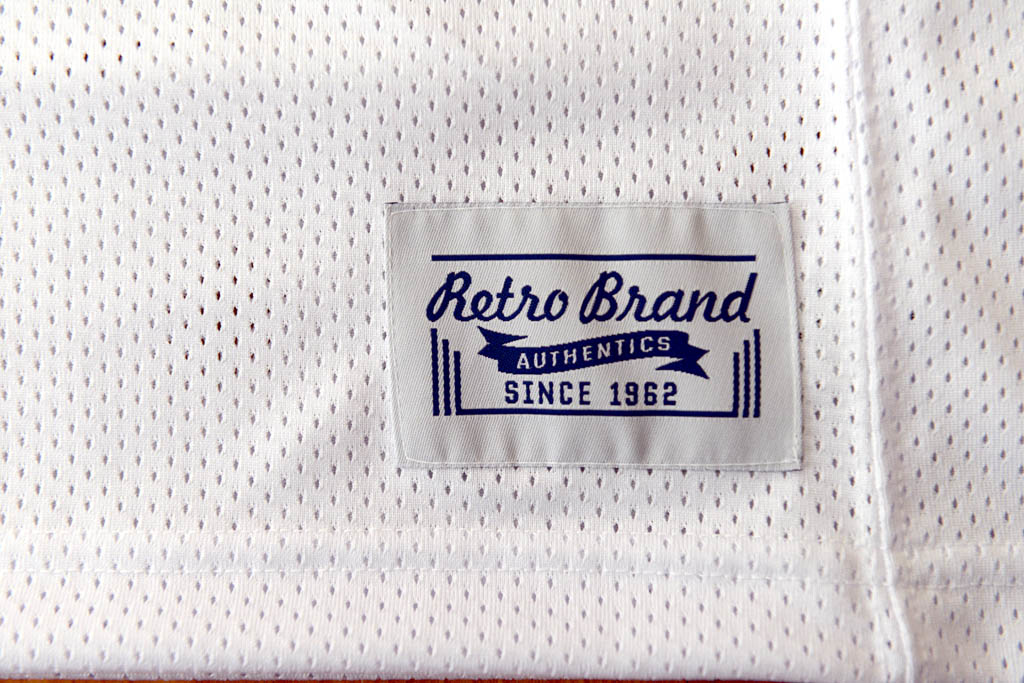 Retro Brand
AUTHENTICS
SINCE 1962